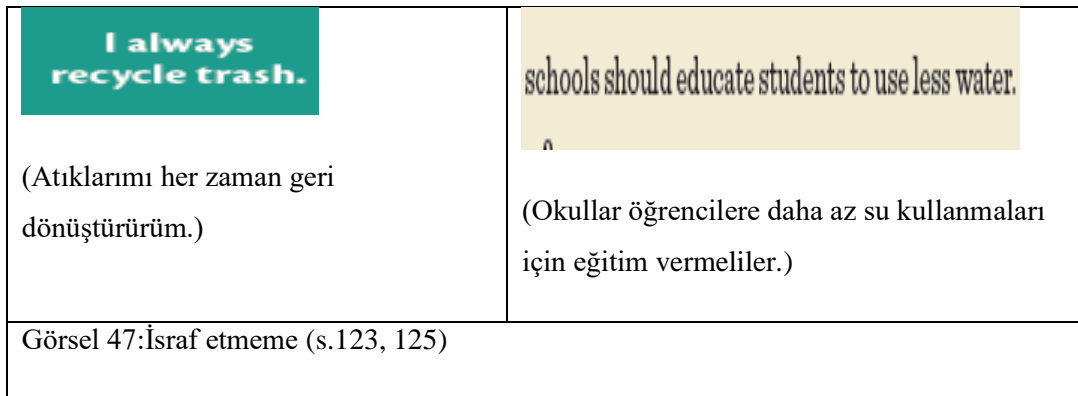 I always
recycle trash.
(Atıklarımı her zaman geri
dönüştürürüm.)
schools should educate students to use less water.
(Okullar öğrencilere daha az su kullanmaları
için eğitim vermeliler.)
Görsel 47:İsraf etmeme (s.123, 125)